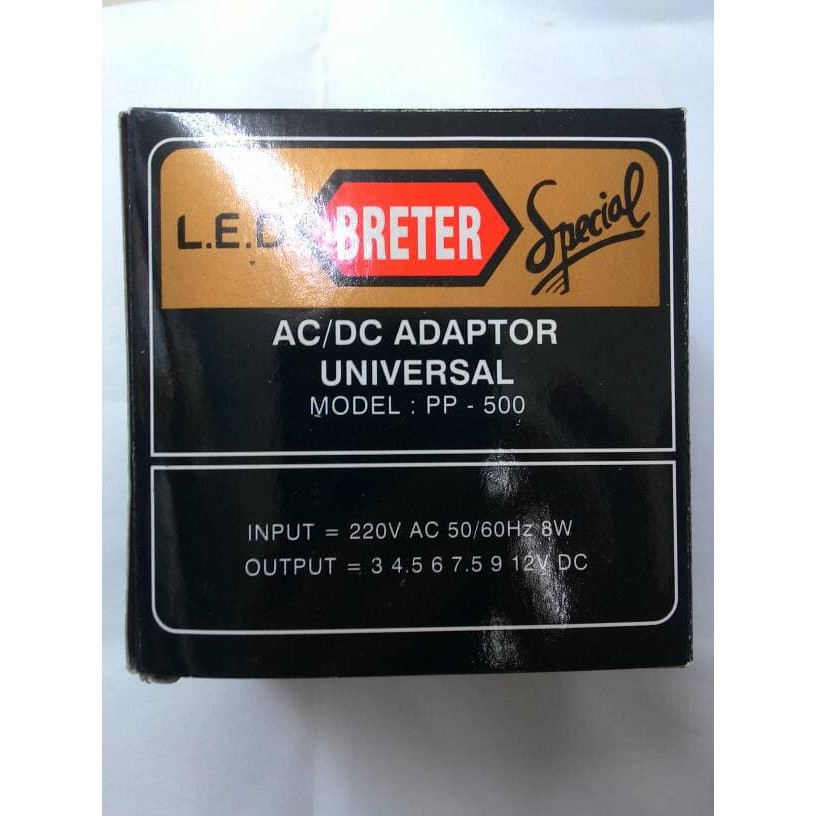 L.E.D BRETER Special
AC/DC ADAPTOR
UNIVERSAL
MODEL : PP - 500
INPUT = 220V AC 50/60Hz 8W
OUTPUT = 3 4.5 6 7.5 9 12V DC